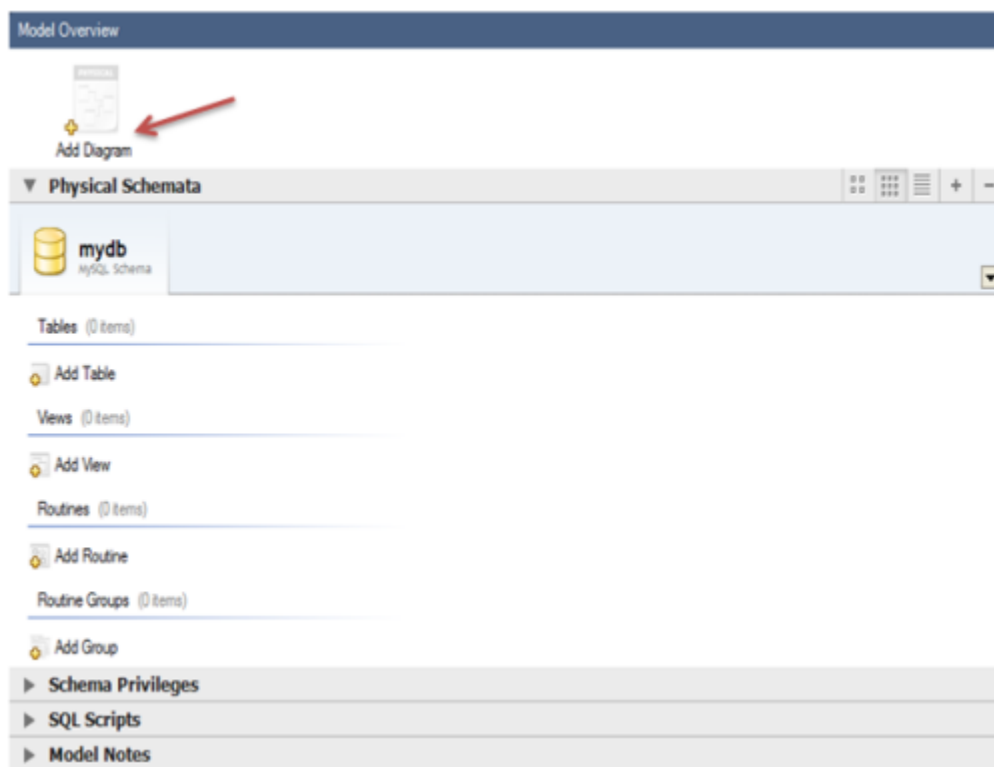 Model Overview
PHYSICAL
Add Diagram
Physical Schemata
mydb
MySQL Schema
Tables (0 items)
Add Table
Views (0 items)
Add View
Routines (0 items)
Add Routine
Routine Groups (0 items)
Add Group
Schema Privileges
SQL Scripts
Model Notes